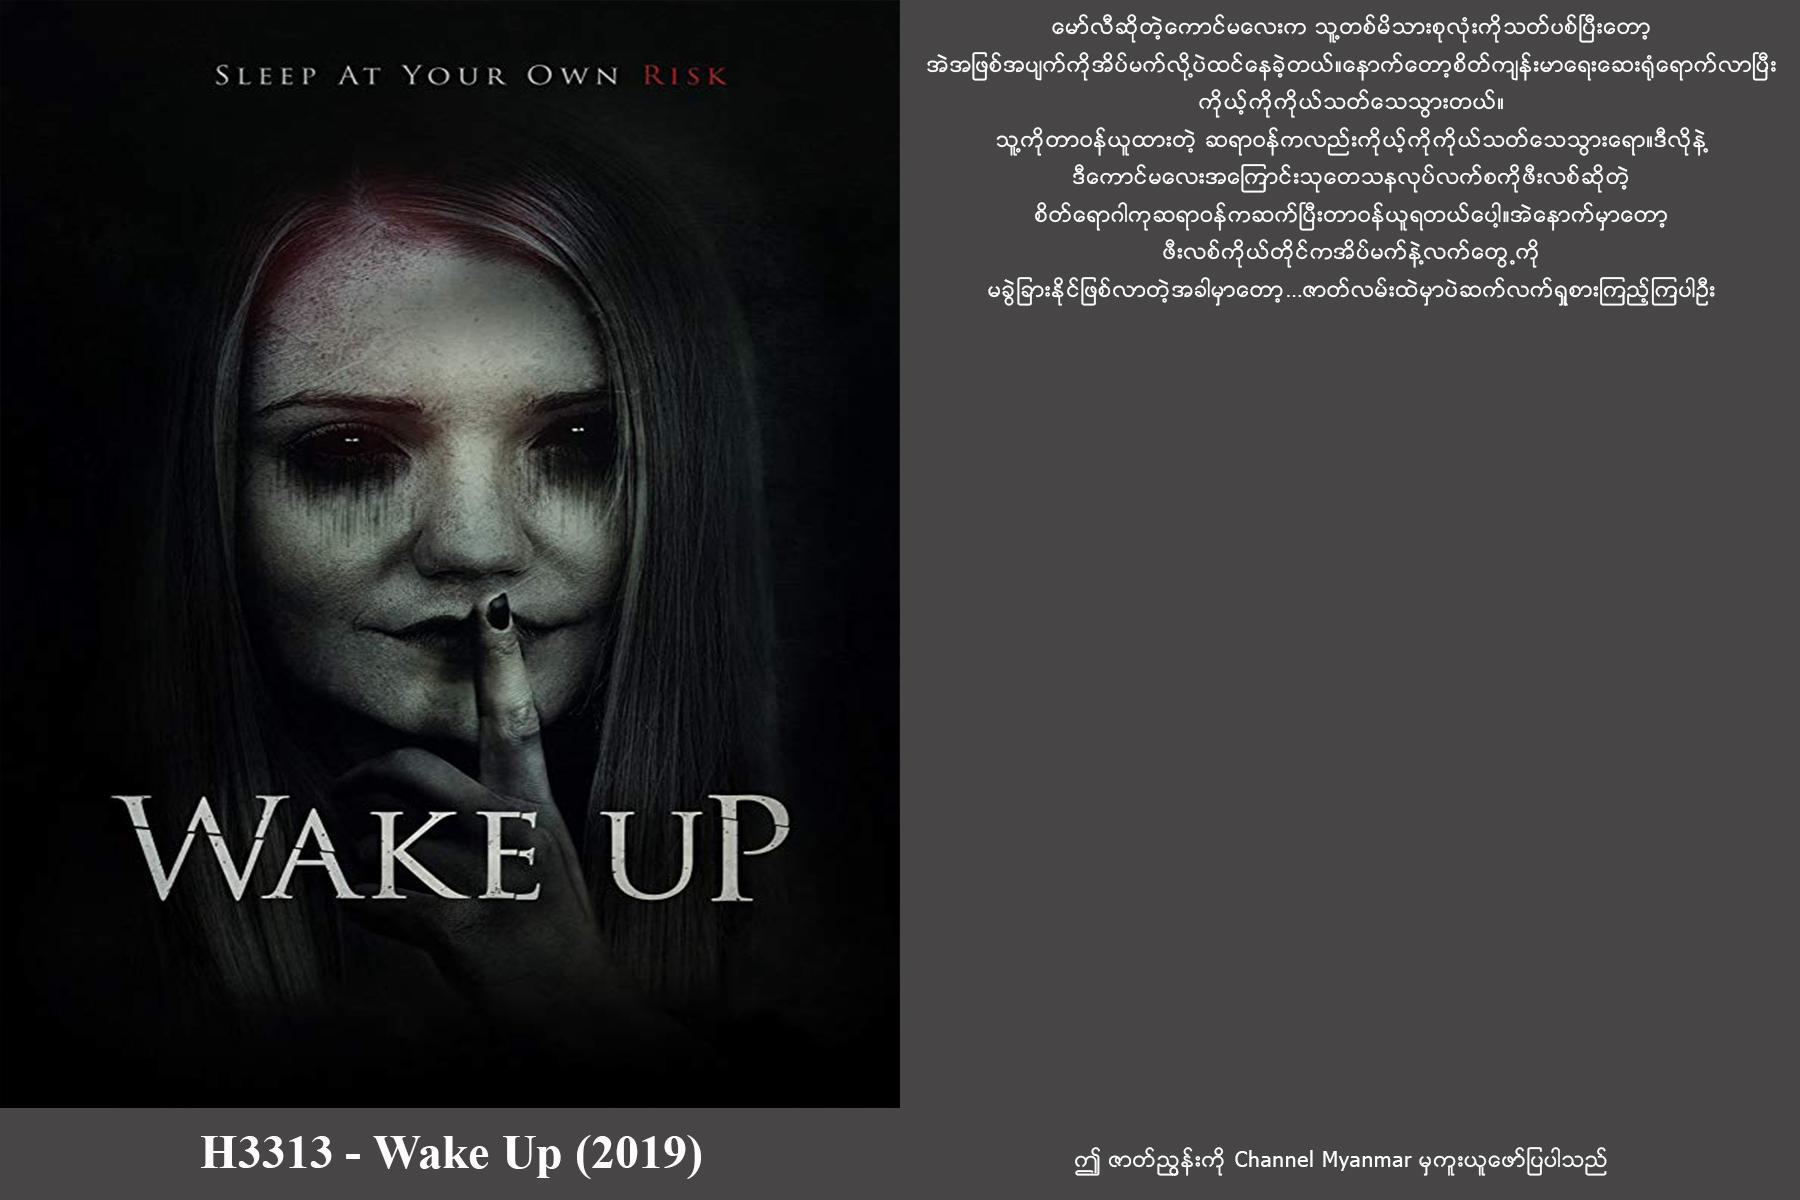 SLEEP AT YOUR OWN RISK
WAKE UP
H3313 - Wake Up (2019)
မော်လီဆိုတဲ့ကောင်မလေးက သူ့တစ်မိသားစုလုံးကိုသတ်ပစ်ပြီးတော့
အဲအဖြစ်အပျက်ကိုအိပ်မက်လို့ပဲထင်နေခဲ့တယ်။နောက်တော့စိတ်ကျန်းမာရေးဆေးရုံရောက်လာပြီး
ကိုယ့်ကိုကိုယ်သတ်သေသွားတယ်။
သူ့ကိုတာဝန်ယူထားတဲ့ ဆရာဝန်ကလည်းကိုယ့်ကိုကိုယ်သတ်သေသွားရော။ဒီလိုနဲ့
ဒီကောင်မလေးအကြောင်းသုတေသနလုပ်လက်စကိုဖီးလစ်ဆိုတဲ့
စိတ်ရောဂါကုဆရာဝန်ကဆက်ပြီးတာဝန်ယူရတယ်ပေါ့။အဲနောက်မှာတော့
ဖီးလစ်ကိုယ်တိုင်ကအိပ်မက်နဲ့လက်တွေ့ကို
မခွဲခြားနိုင်ဖြစ်လာတဲ့အခါမှာတော့...ဇာတ်လမ်းထဲမှာပဲဆက်လက်ရှုစားကြည့်ကြပါဦး
ဤ ဇာတ်ညွှန်းကို Channel Myanmar မှကူးယူဖော်ပြပါသည်